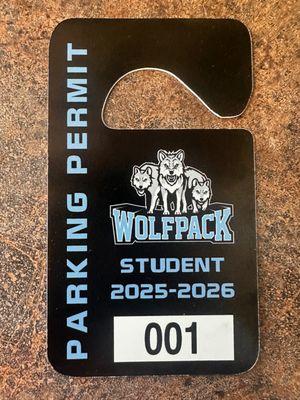 PARKING PERMIT
WOLFPACK
STUDENT
2025-2026
001